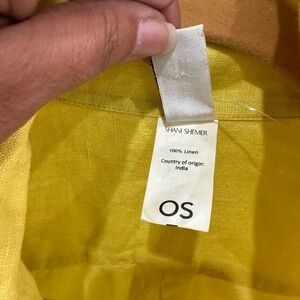 SHANI SHEMER
100% Linen
Country of origin:
India
OS